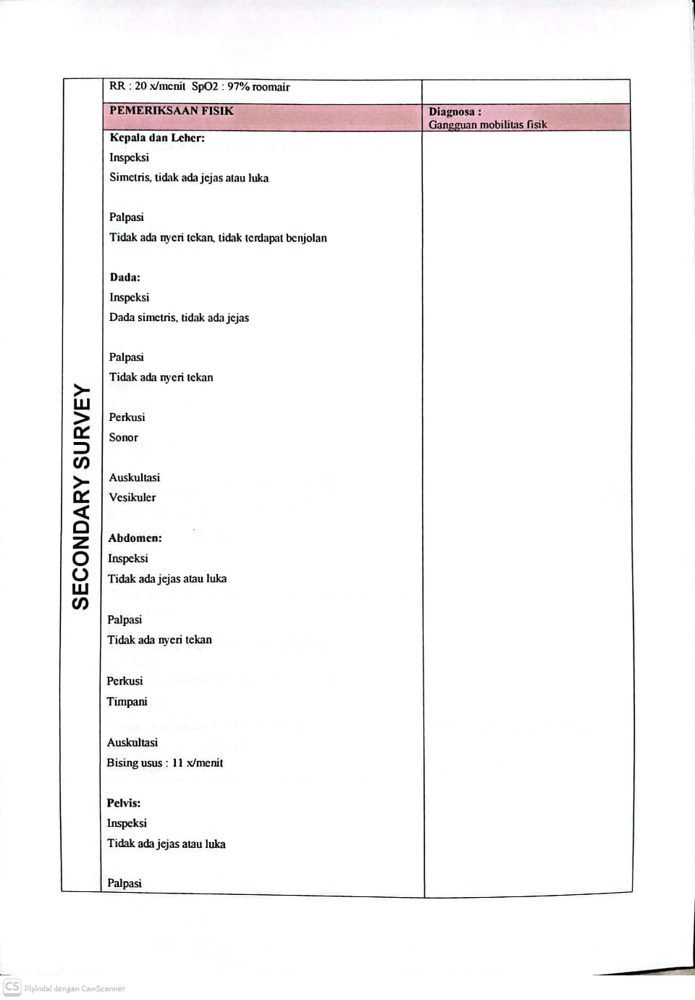 RR : 20 x/menit SpO2 : 97% roomair
PEMERIKSAAN FISIK
Diagnosa :
Gangguan mobilitas fisik
SECONDARY SURVEY
Kepala dan Leher:
Inspeksi
Simetris, tidak ada jejas atau luka
Palpasi
Tidak ada nyeri tekan, tidak terdapat benjolan
Dada:
Inspeksi
Dada simetris, tidak ada jejas
Palpasi
Tidak ada nyeri tekan
Perkusi
Sonor
Auskultasi
Vesikuler
Abdomen:
Inspeksi
Tidak ada jejas atau luka
Palpasi
Tidak ada nyeri tekan
Perkusi
Timpani
Auskultasi
Bising usus : 11 x/menit
Pelvis:
Inspeksi
Tidak ada jejas atau luka
Palpasi
CS Dipindai dengan CamScanner